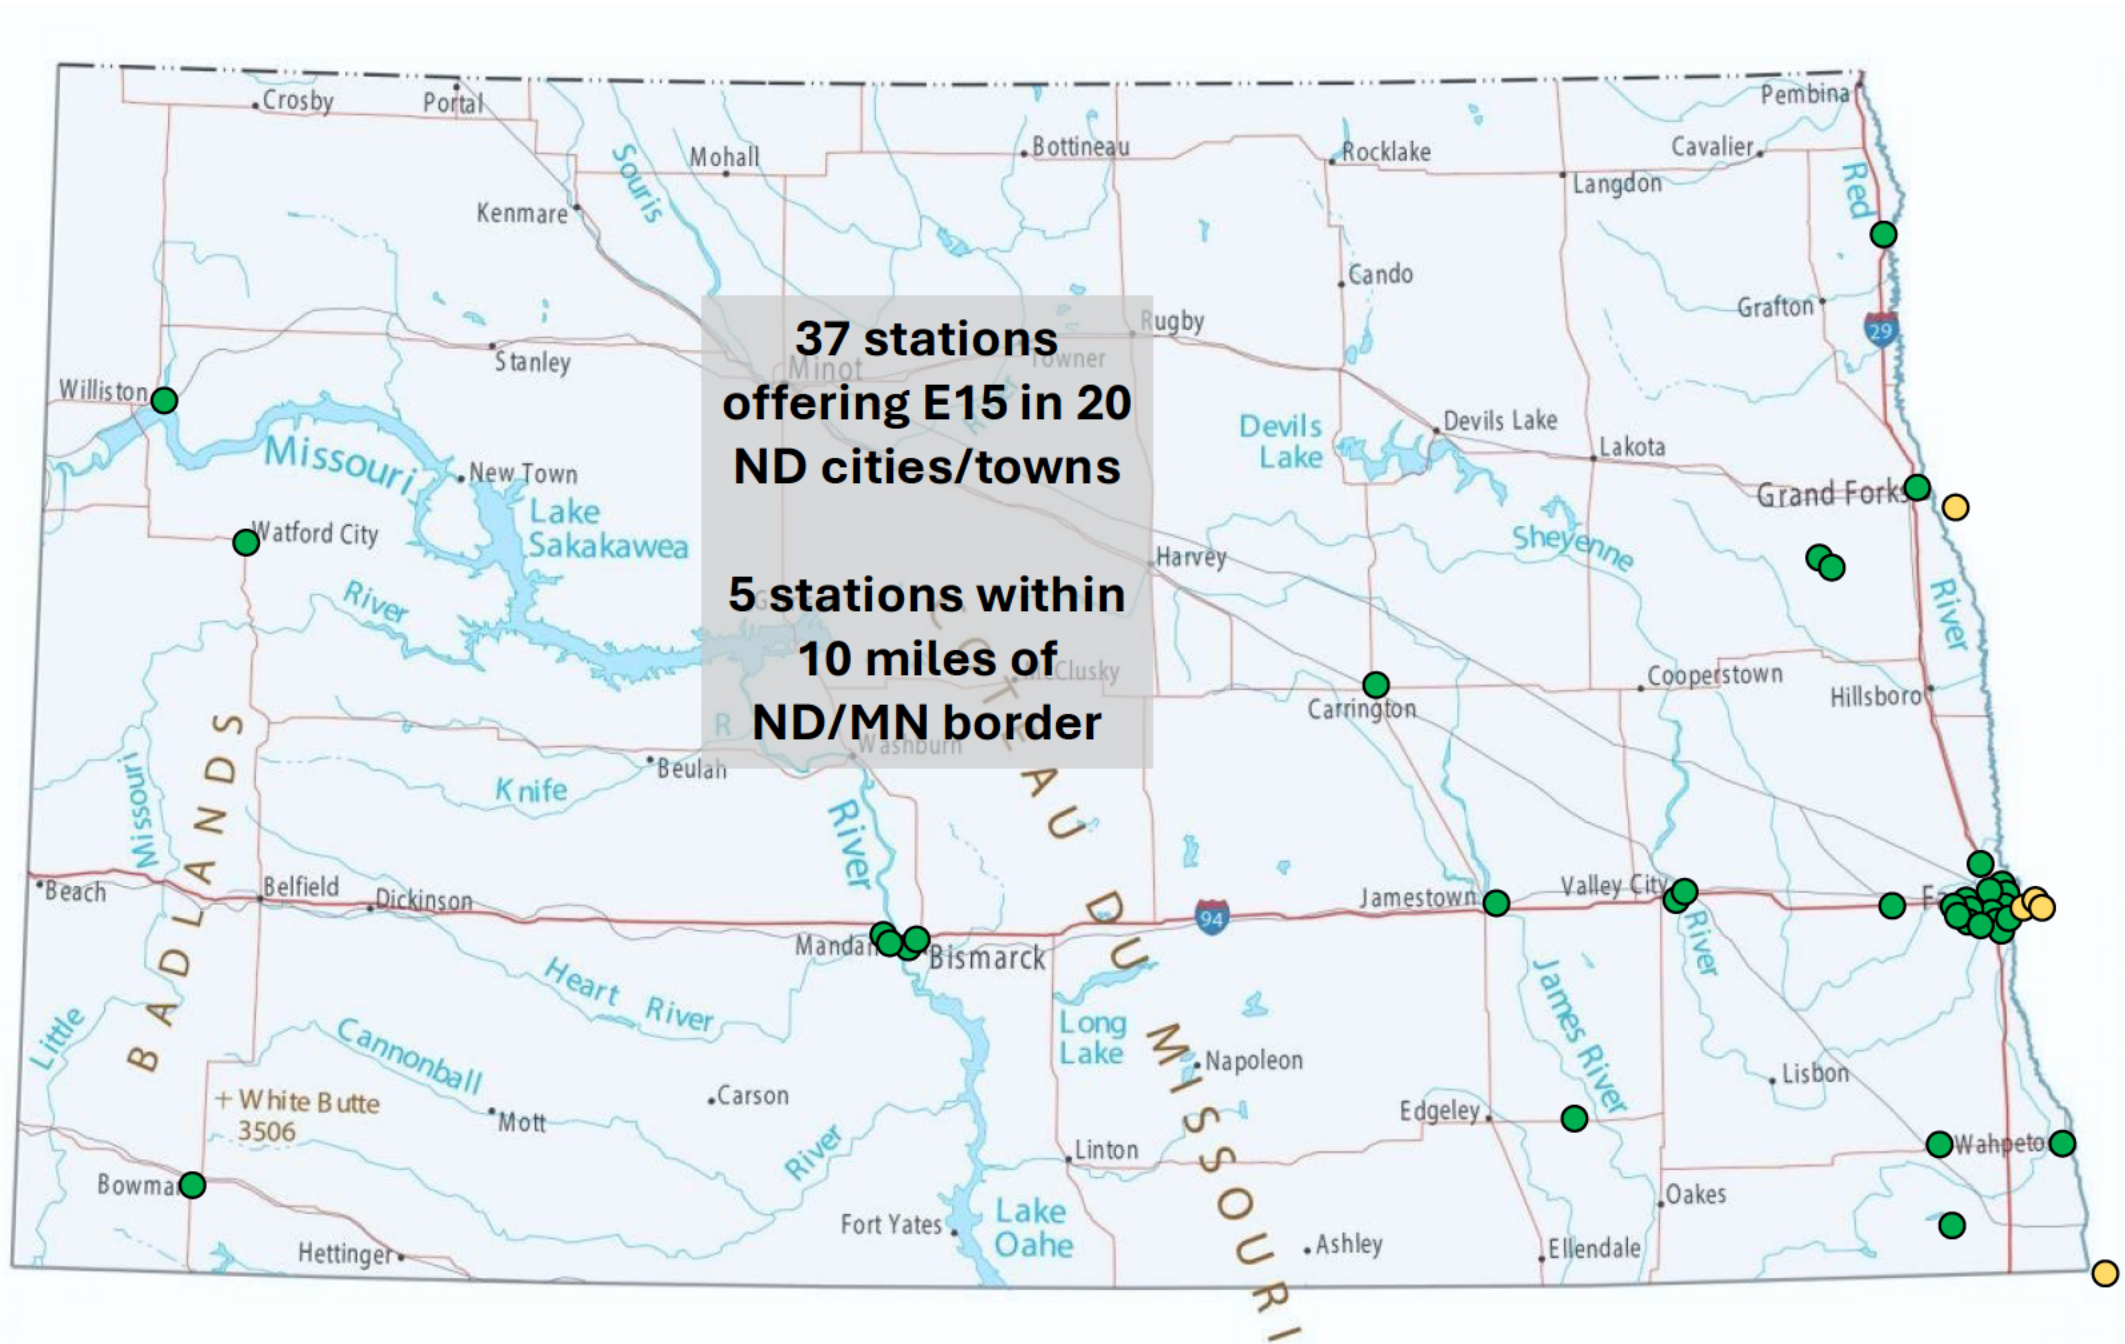 Crosby
Portal
Pembina
Mohall
Bottineau
Rocklake
Cavalier
Langdon
Souris
Red
Kenmare
Cando
Grafton
29
Rugby
Towner
Minot
Stanley
37 stations
offering E15 in 20
ND cities/towns
5 stations within
10 miles of
ND/MN border
Williston
Missouri
New Town
Lake
Sakakawea
Watford City
River
Devils
Lake
Devils Lake
Lakota
Grand Forks
Sheyenne
Harvey
River
McClusky
Cooperstown
Hillsboro
Carrington
Washburn
Beulah
Knife
River
Missouri
Little
BADLANDS
COTEAU DU MISSOURI
Beach
Belfield
Dickinson
Mandan
Bismarck
94
Jamestown
Valley City
River
Heart River
Cannonball
River
Long
Lake
James River
Napoleon
Lisbon
+ White Butte
3506
Mott
Carson
Edgeley
Linton
Wahpeto
Bowma
Oakes
Fort Yates
Lake
Oahe
Hettinger
Ashley
Ellendale